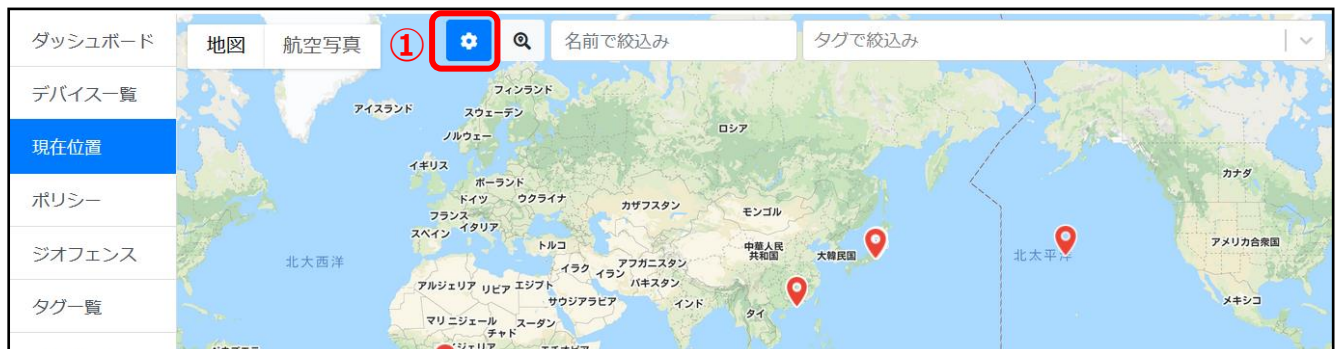 ダッシュボード
デバイス一覧
現在位置
ポリシー
ジオフェンス
タグ一覧
地図 航空写真 ① 名前で絞込み タグで絞込み
フィンランド
アイスランド
スウェーデン
ノルウェー
ロシア
イギリス
カナダ
ポーランド
ドイツ ウクライナ
カザフスタン
モンゴル
フランス
イタリア
スペイン
トルコ
中華人民
共和国
大韓民国
北太平洋
アメリカ合衆国
北大西洋
イラク
イラン
アフガニスタン
パキスタン
アルジェリア
リビア
エジプト
サウジアラビア
インド
タイ
メキシコ
マリ
ニジェール
チャド
スーダン